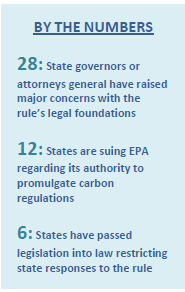 BY THE NUMBERS
28: State governors or
attorneys general have raised
major concerns with the
rule's legal foundations
12: States are suing EPA
regarding its authority to
promulgate carbon
regulations
6: States have passed
legislation into law restricting
state responses to the rule